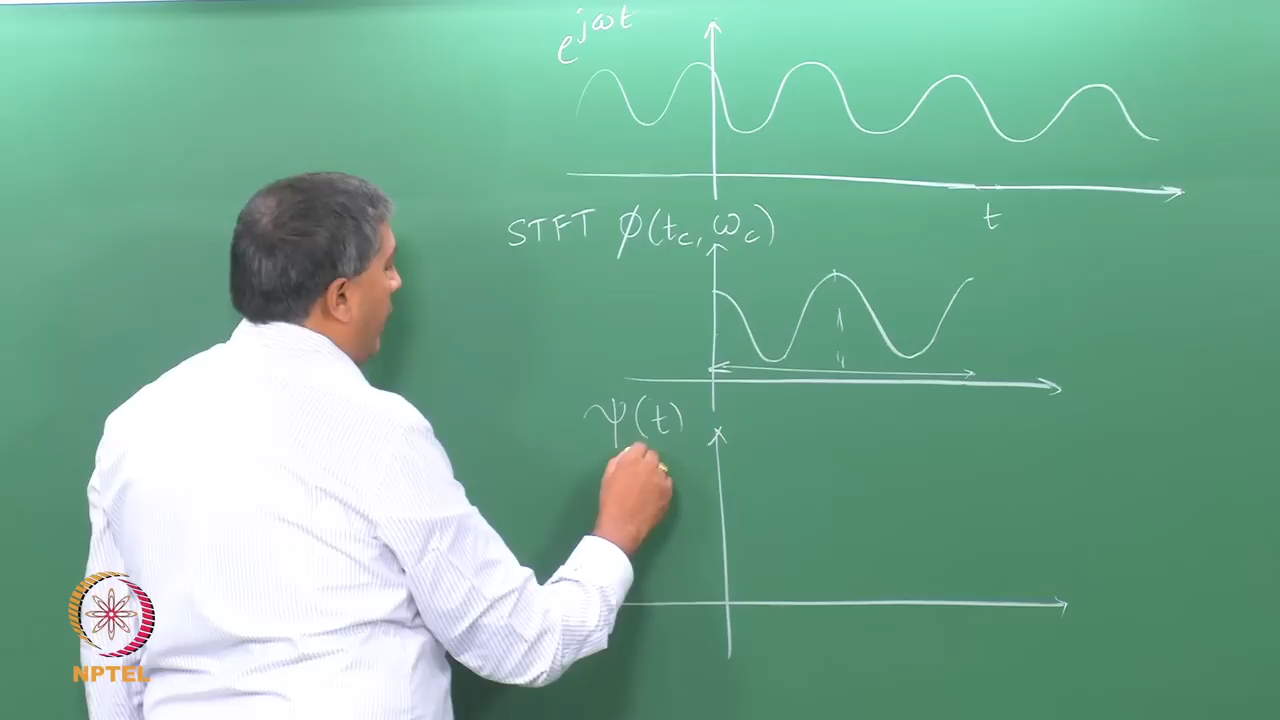 e^{jωt}
t
STFT ϕ(t_c, ω_c)
ψ(t)
NPTEL